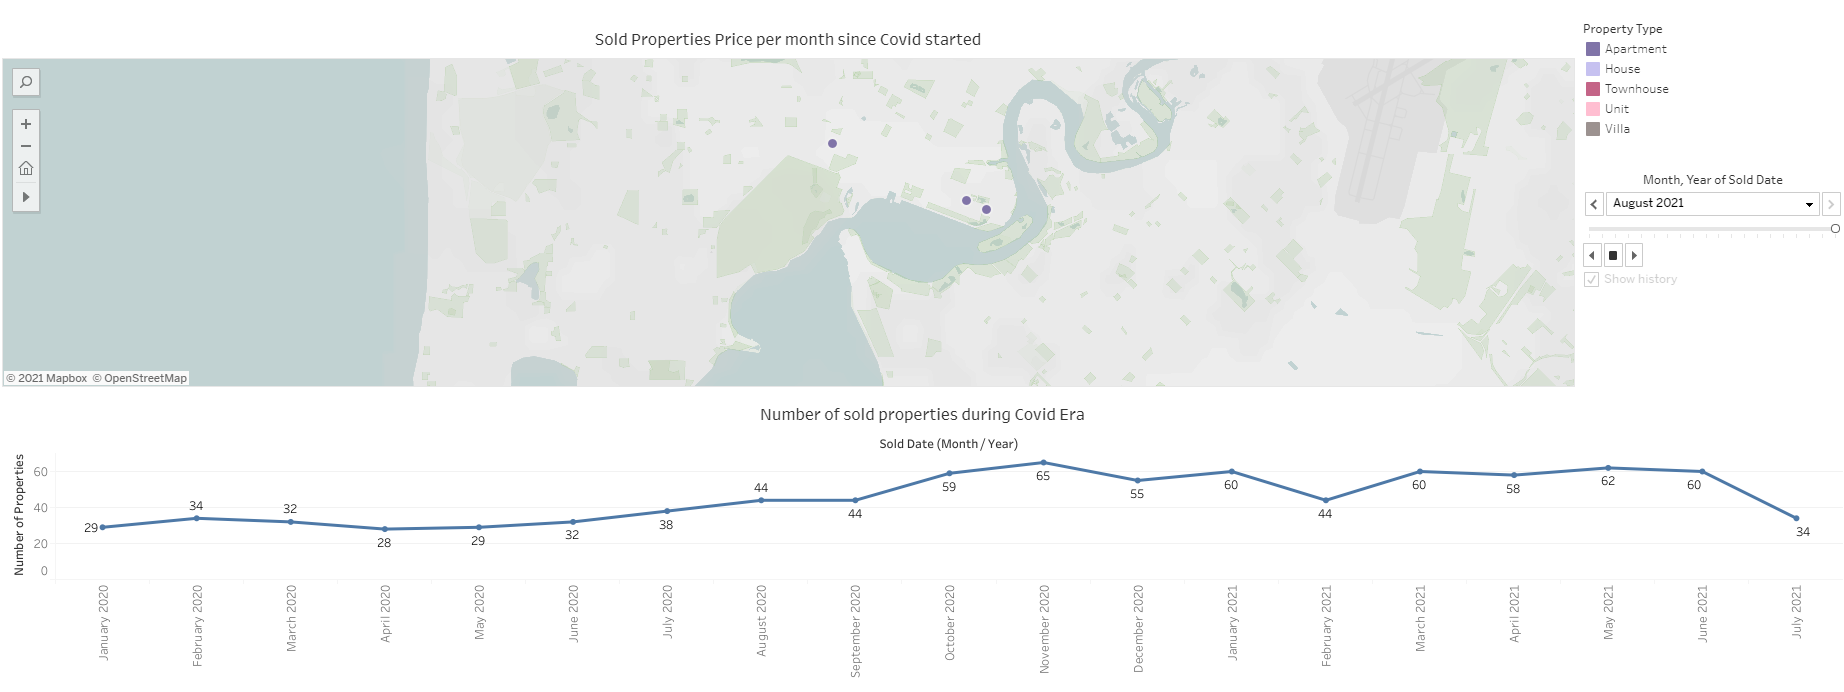 Sold Properties Price per month since Covid started
Property Type
Apartment
House
Townhouse
Unit
Villa
Month, Year of Sold Date
August 2021
Show history
© 2021 Mapbox © OpenStreetMap
Number of sold properties during Covid Era
Sold Date (Month / Year)
Number of Properties
60
40
20
0
29
34
32
28
29
32
38
44
44
59
65
55
60
44
60
58
62
60
34
January 2020
February 2020
March 2020
April 2020
May 2020
June 2020
July 2020
August 2020
September 2020
October 2020
November 2020
December 2020
January 2021
February 2021
March 2021
April 2021
May 2021
June 2021
July 2021